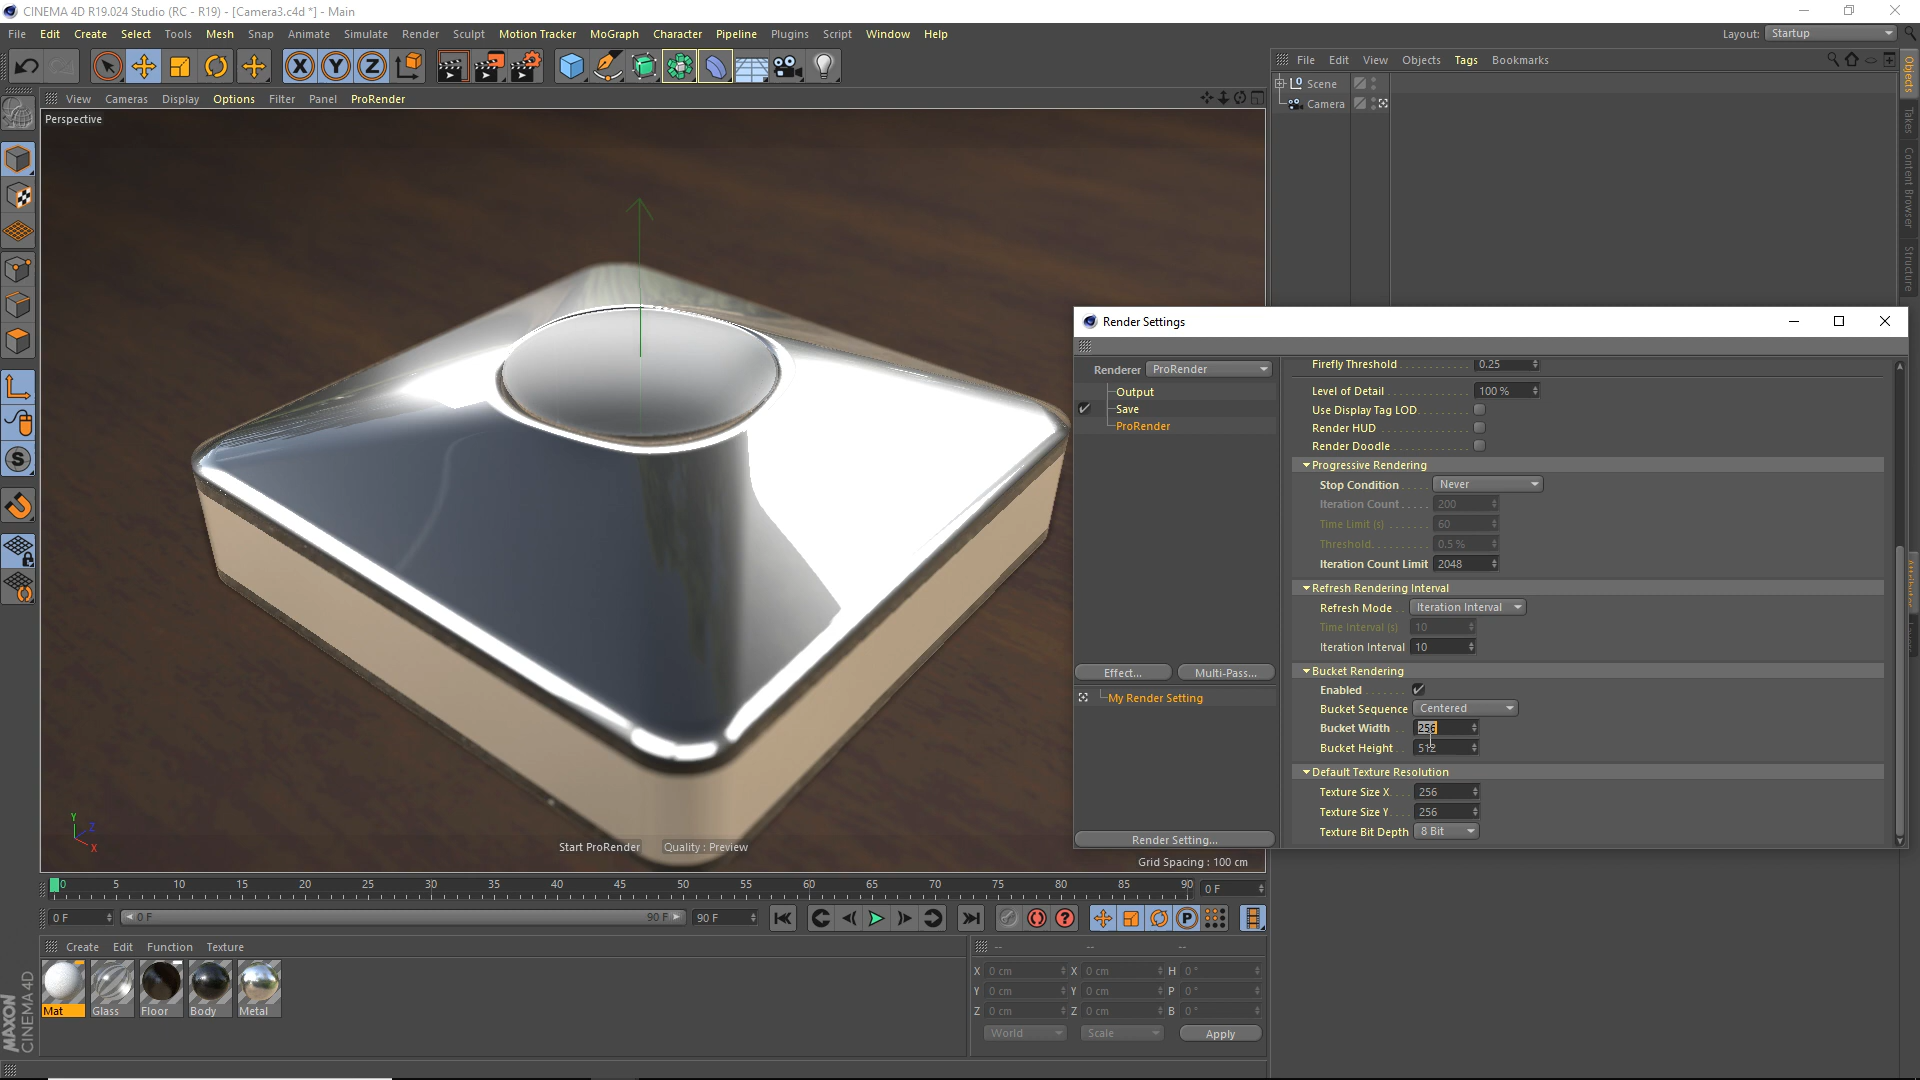 CINEMA 4D R19.024 Studio (RC - R19) - [Camera3.c4d *] - Main
File Edit Create Select Tools Mesh Snap Animate Simulate Render Sculpt Motion Tracker MoGraph Character Pipeline Plugins Script Window Help
Layout: Startup
X Y Z
File Edit View Objects Tags Bookmarks
View Cameras Display Options Filter Panel ProRender
Perspective
Scene
Camera
Objects
Takes
Content Browser
Structure
Render Settings
Renderer ProRender
Output
Save
ProRender
Effect... Multi-Pass...
My Render Setting
Render Setting...
Firefly Threshold 0.25
Level of Detail 100 %
Use Display Tag LOD
Render HUD
Render Doodle
Progressive Rendering
Stop Condition Never
Iteration Count 200
Time Limit (s) 60
Threshold 0.5 %
Iteration Count Limit 2048
Refresh Rendering Interval
Refresh Mode Iteration Interval
Time Interval (s) 10
Iteration Interval 10
Bucket Rendering
Enabled
Bucket Sequence Centered
Bucket Width 256
Bucket Height 512
Default Texture Resolution
Texture Size X 256
Texture Size Y 256
Texture Bit Depth 8 Bit
S
Y Z X
Start ProRender Quality : Preview
Grid Spacing : 100 cm
0 5 10 15 20 25 30 35 40 45 50 55 60 65 70 75 80 85 90 0 F
0 F 0 F 90 F 90 F
P
Create Edit Function Texture
Mat Glass Floor Body Metal
-- -- --
X 0 cm X 0 cm H 0 °
Y 0 cm Y 0 cm P 0 °
Z 0 cm Z 0 cm B 0 °
World Scale Apply
MAXON
CINEMA 4D